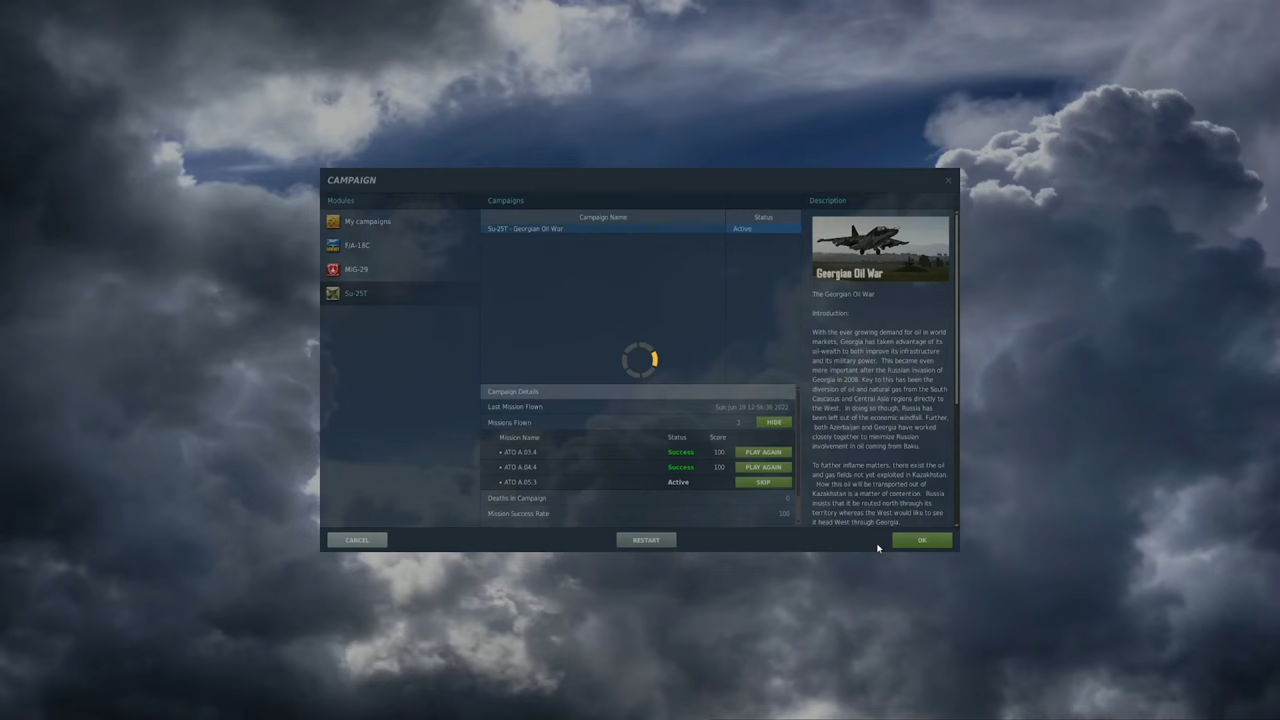 CAMPAIGN
Modules
Campaigns
Description
My campaigns
F/A-18C
MiG-29
Su-25T
Campaign Name
Status
Su-25T - Georgian Oil War
Active
Campaign Details
Last Mission Flown
Sun Jun 19 12:56:36 2022
Missions Flown
2
HIDE
Mission Name
Status
Score
• ATO A.03.4
Success
100
PLAY AGAIN
• ATO A.04.4
Success
100
PLAY AGAIN
• ATO A.05.3
Active
SKIP
Deaths in Campaign
0
Mission Success Rate
100
Georgian Oil War
The Georgian Oil War
Introduction:
With the ever growing demand for oil in world
markets, Georgia has taken advantage of its
oil-wealth to both improve its infrastructure
and its military power. This became even
more important after the Russian invasion of
Georgia in 2008. Key to this has been the
diversion of oil and natural gas from the South
Caucasus and Central Asia regions directly to
the West. In doing so though, Russia has
been left out of the economic windfall. Further,
both Azerbaijan and Georgia have worked
closely together to minimize Russian
involvement in oil coming from Baku.
To further inflame matters, there exist the oil
and gas fields not yet exploited in Kazakhstan.
How this oil will be transported out of
Kazakhstan is a matter of contention. Russia
insists that it be routed north through its
territory whereas the West would like to see
it head West through Georgia.
CANCEL
RESTART
OK